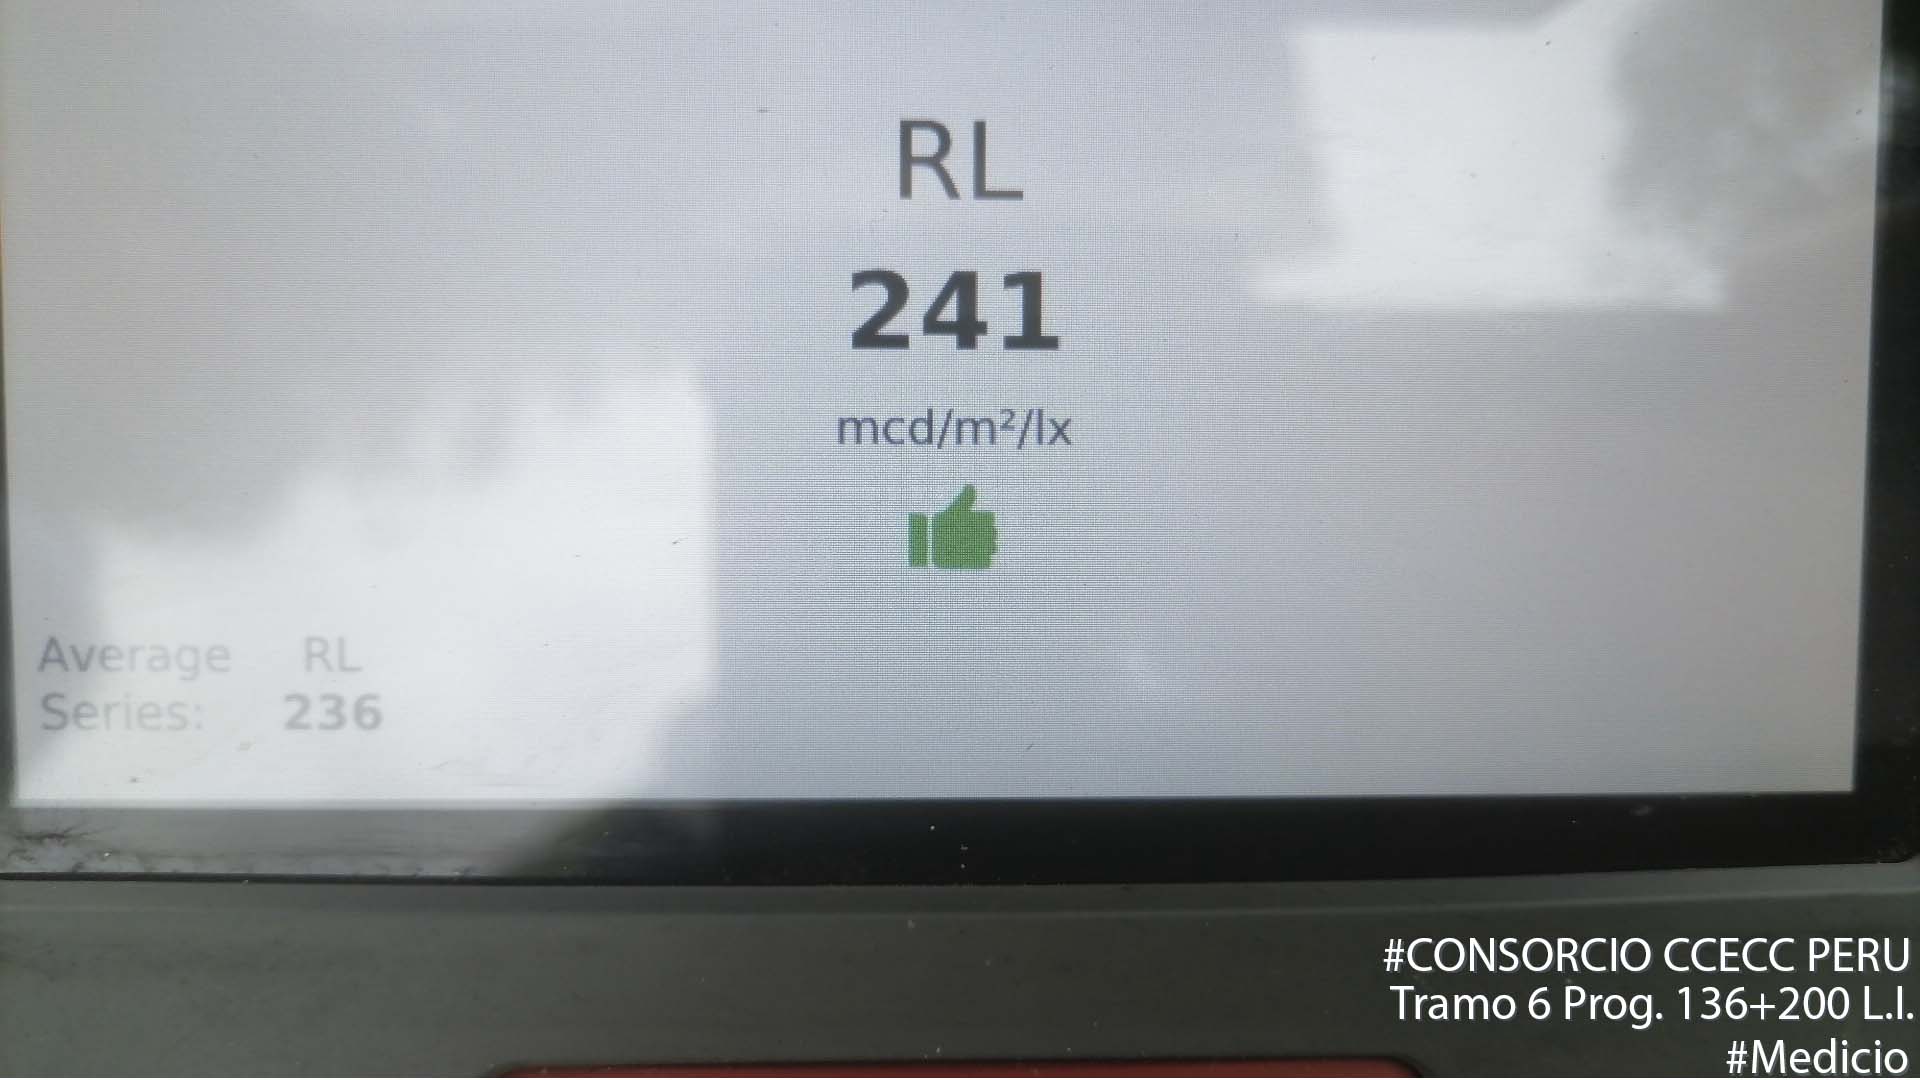 RL
241
mcd/m²/lx
Average RL
Series: 236
#CONSORCIO CCECC PERU
Tramo 6 Prog. 136+200 L.I.
#Medicio